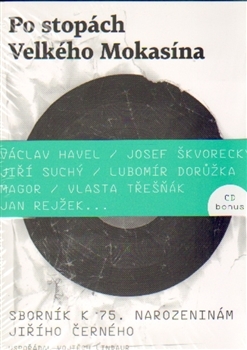 Po stopách
Velkého Mokasína
VÁCLAV HAVEL / JOSEF ŠKVORECKÝ
JIŘÍ SUCHÝ / LUBOMÍR DORŮŽKA
MAGOR / VLASTA TŘEŠŇÁK
JAN REJŽEK...
CD
bonus
SBORNÍK K 75. NAROZENINÁM
JIŘÍHO ČERNÉHO